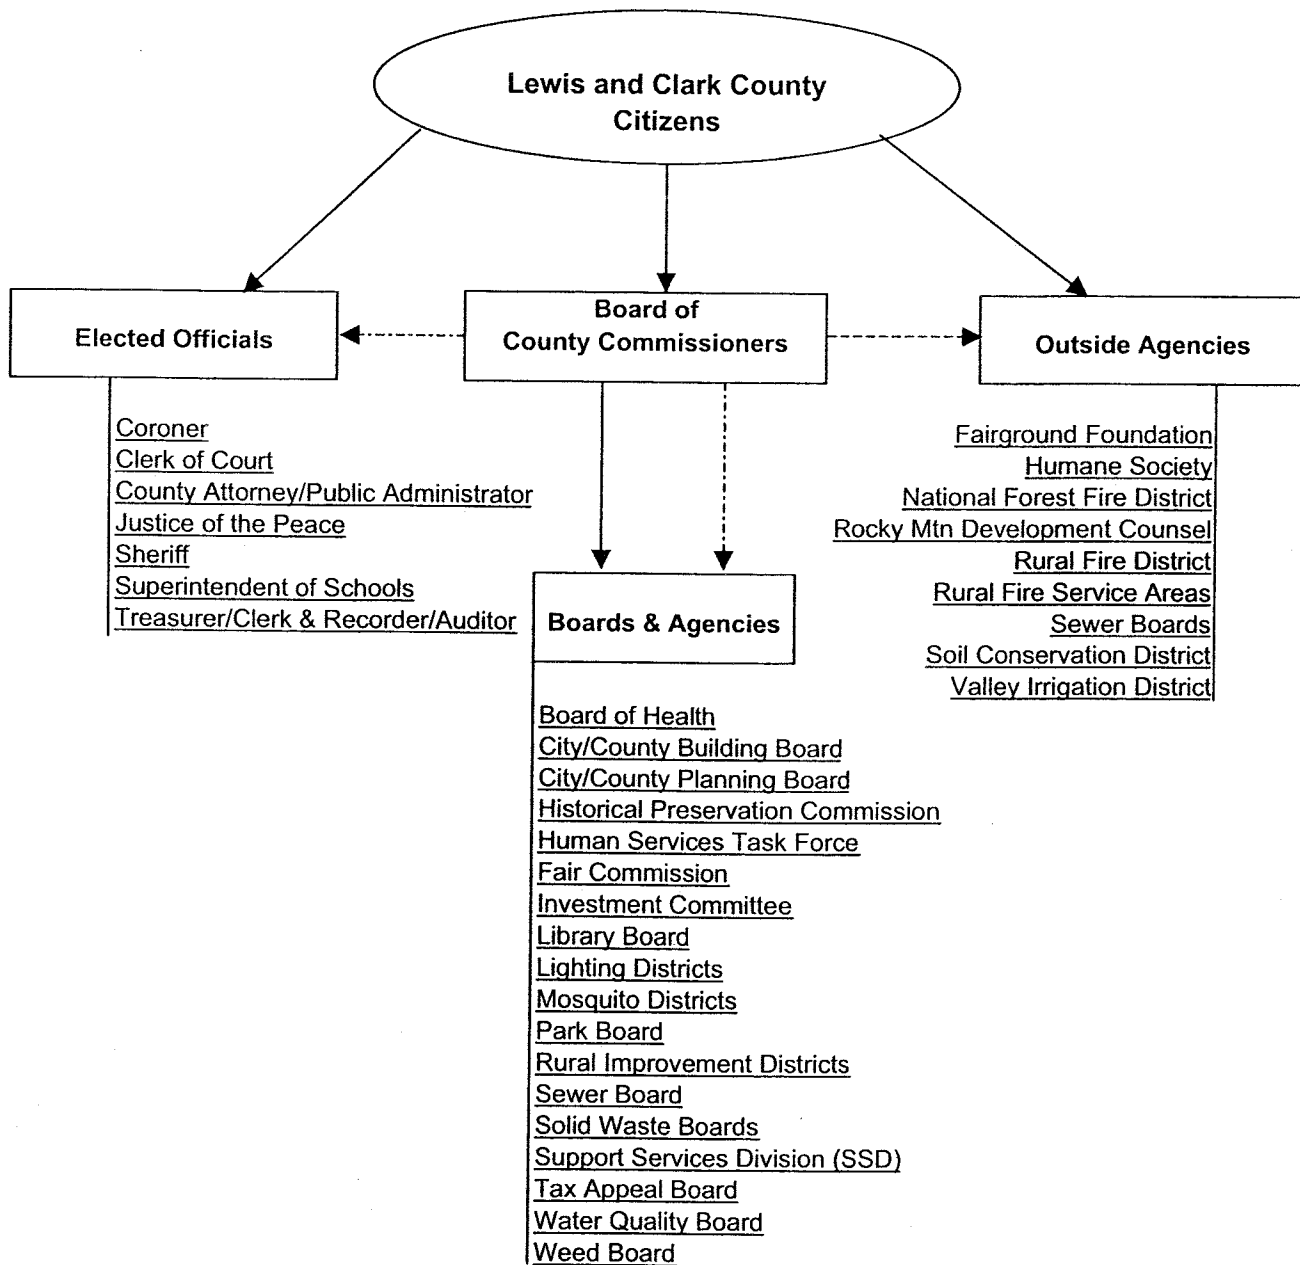 Lewis and Clark County
Citizens
Elected Officials
Board of
County Commissioners
Outside Agencies
Coroner
Clerk of Court
County Attorney/Public Administrator
Justice of the Peace
Sheriff
Superintendent of Schools
Treasurer/Clerk & Recorder/Auditor
Fairground Foundation
Humane Society
National Forest Fire District
Rocky Mtn Development Counsel
Rural Fire District
Rural Fire Service Areas
Sewer Boards
Soil Conservation District
Valley Irrigation District
Boards & Agencies
Board of Health
City/County Building Board
City/County Planning Board
Historical Preservation Commission
Human Services Task Force
Fair Commission
Investment Committee
Library Board
Lighting Districts
Mosquito Districts
Park Board
Rural Improvement Districts
Sewer Board
Solid Waste Boards
Support Services Division (SSD)
Tax Appeal Board
Water Quality Board
Weed Board